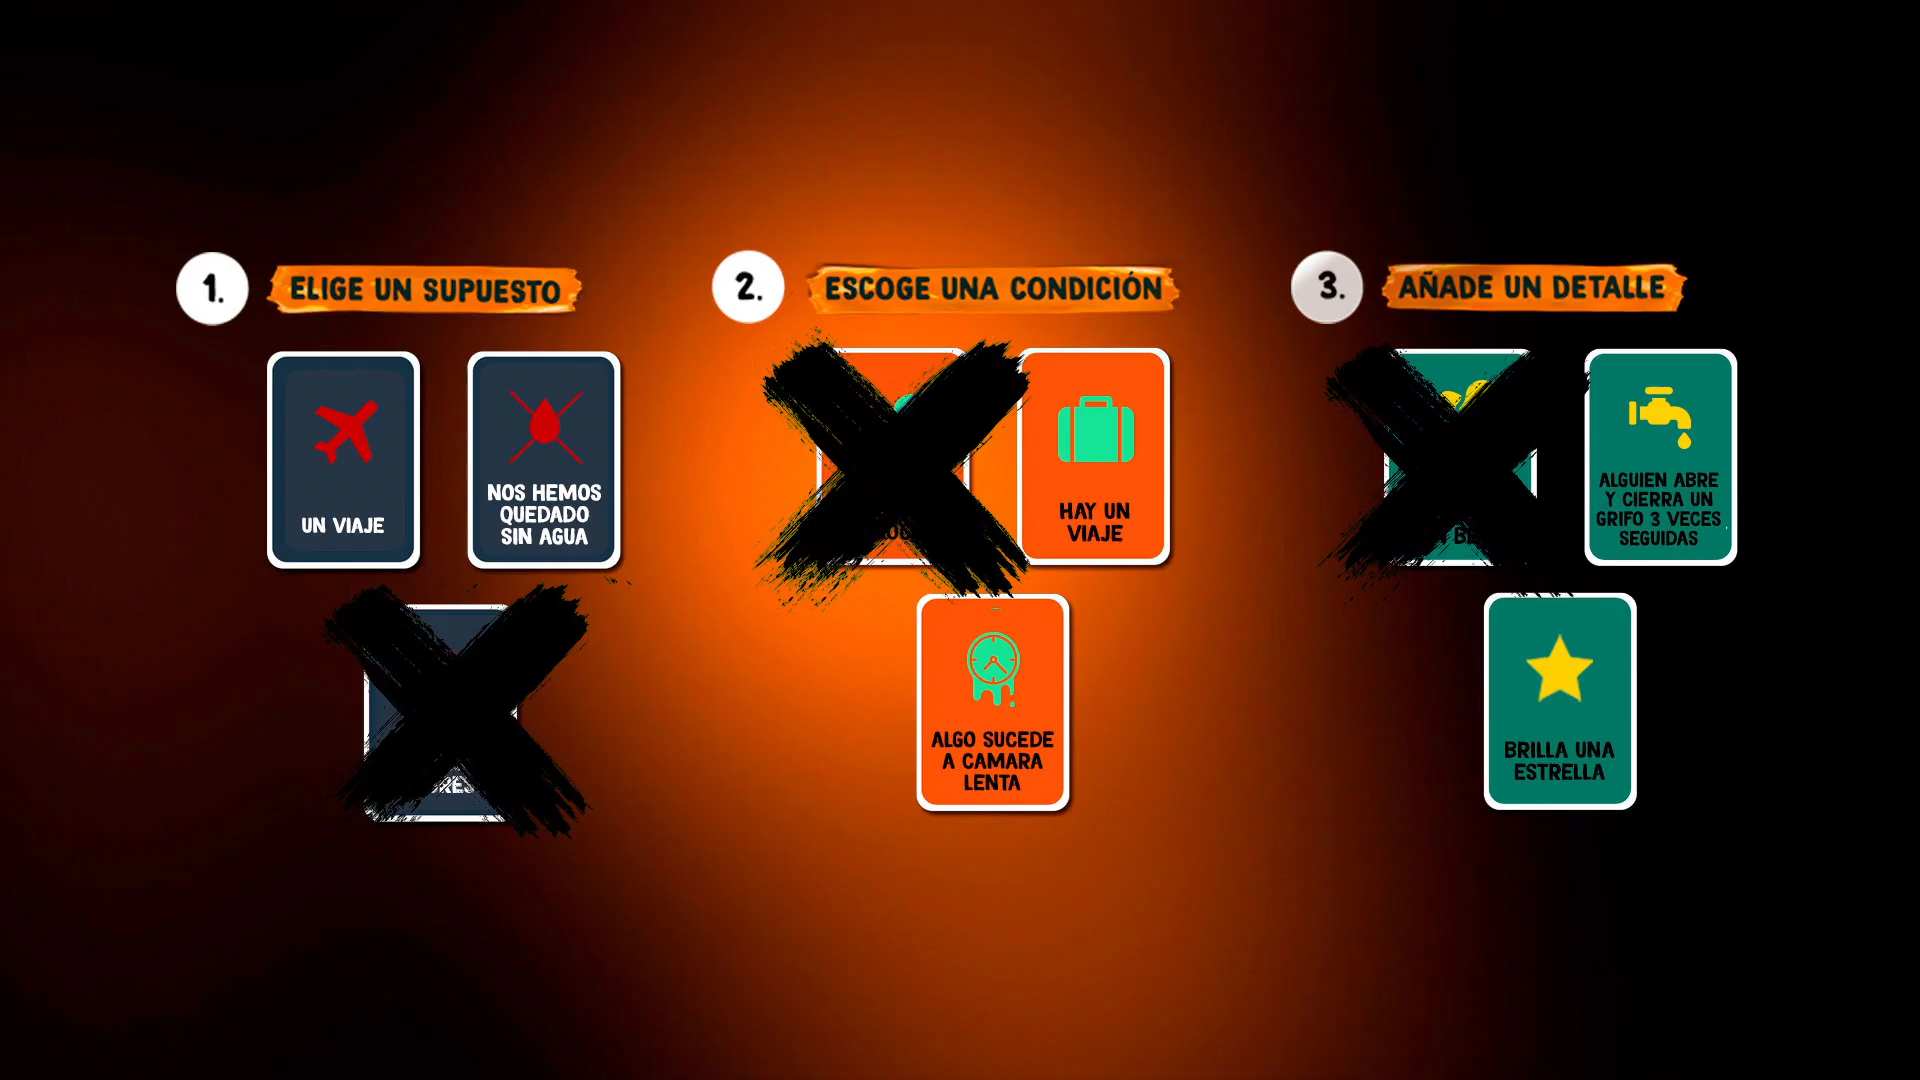 1.
ELIGE UN SUPUESTO
UN VIAJE
NOS HEMOS
QUEDADO
SIN AGUA
2.
ESCOGE UNA CONDICIÓN
HAY UN
VIAJE
ALGO SUCEDE
A CAMARA
LENTA
3.
AÑADE UN DETALLE
ALGUIEN ABRE
Y CIERRA UN
GRIFO 3 VECES
SEGUIDAS
BRILLA UNA
ESTRELLA